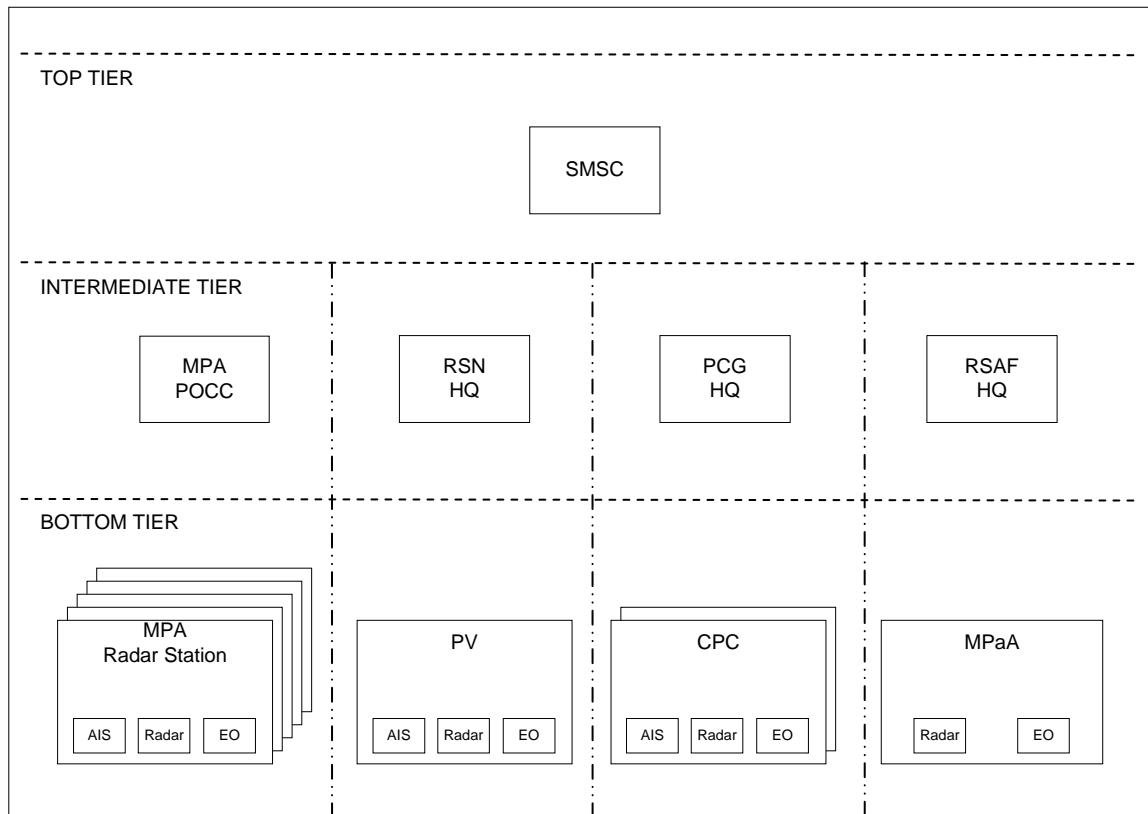 TOP TIER
SMSC
INTERMEDIATE TIER
MPA
POCC
RSN
HQ
PCG
HQ
RSAF
HQ
BOTTOM TIER
MPA
Radar Station
AIS
Radar
EO
PV
AIS
Radar
EO
CPC
AIS
Radar
EO
MPaA
Radar
EO